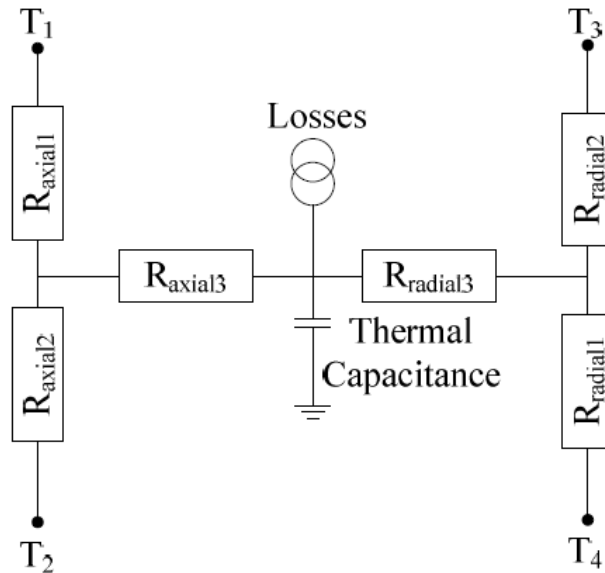 T1
T3
Losses
Raxial1
Rradial2
Raxial3
Rradial3
Thermal
Capacitance
Raxial2
Rradial1
T2
T4